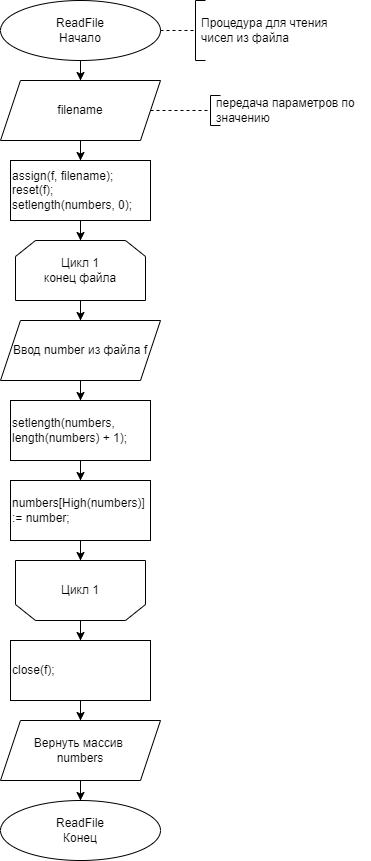 ReadFile
Начало
Процедура для чтения
чисел из файла
filename
передача параметров по
значению
assign(f, filename);
reset(f);
setlength(numbers, 0);
Цикл 1
конец файла
Ввод number из файла f
setlength(numbers,
length(numbers) + 1);
numbers[High(numbers)]
:= number;
Цикл 1
close(f);
Вернуть массив
numbers
ReadFile
Конец